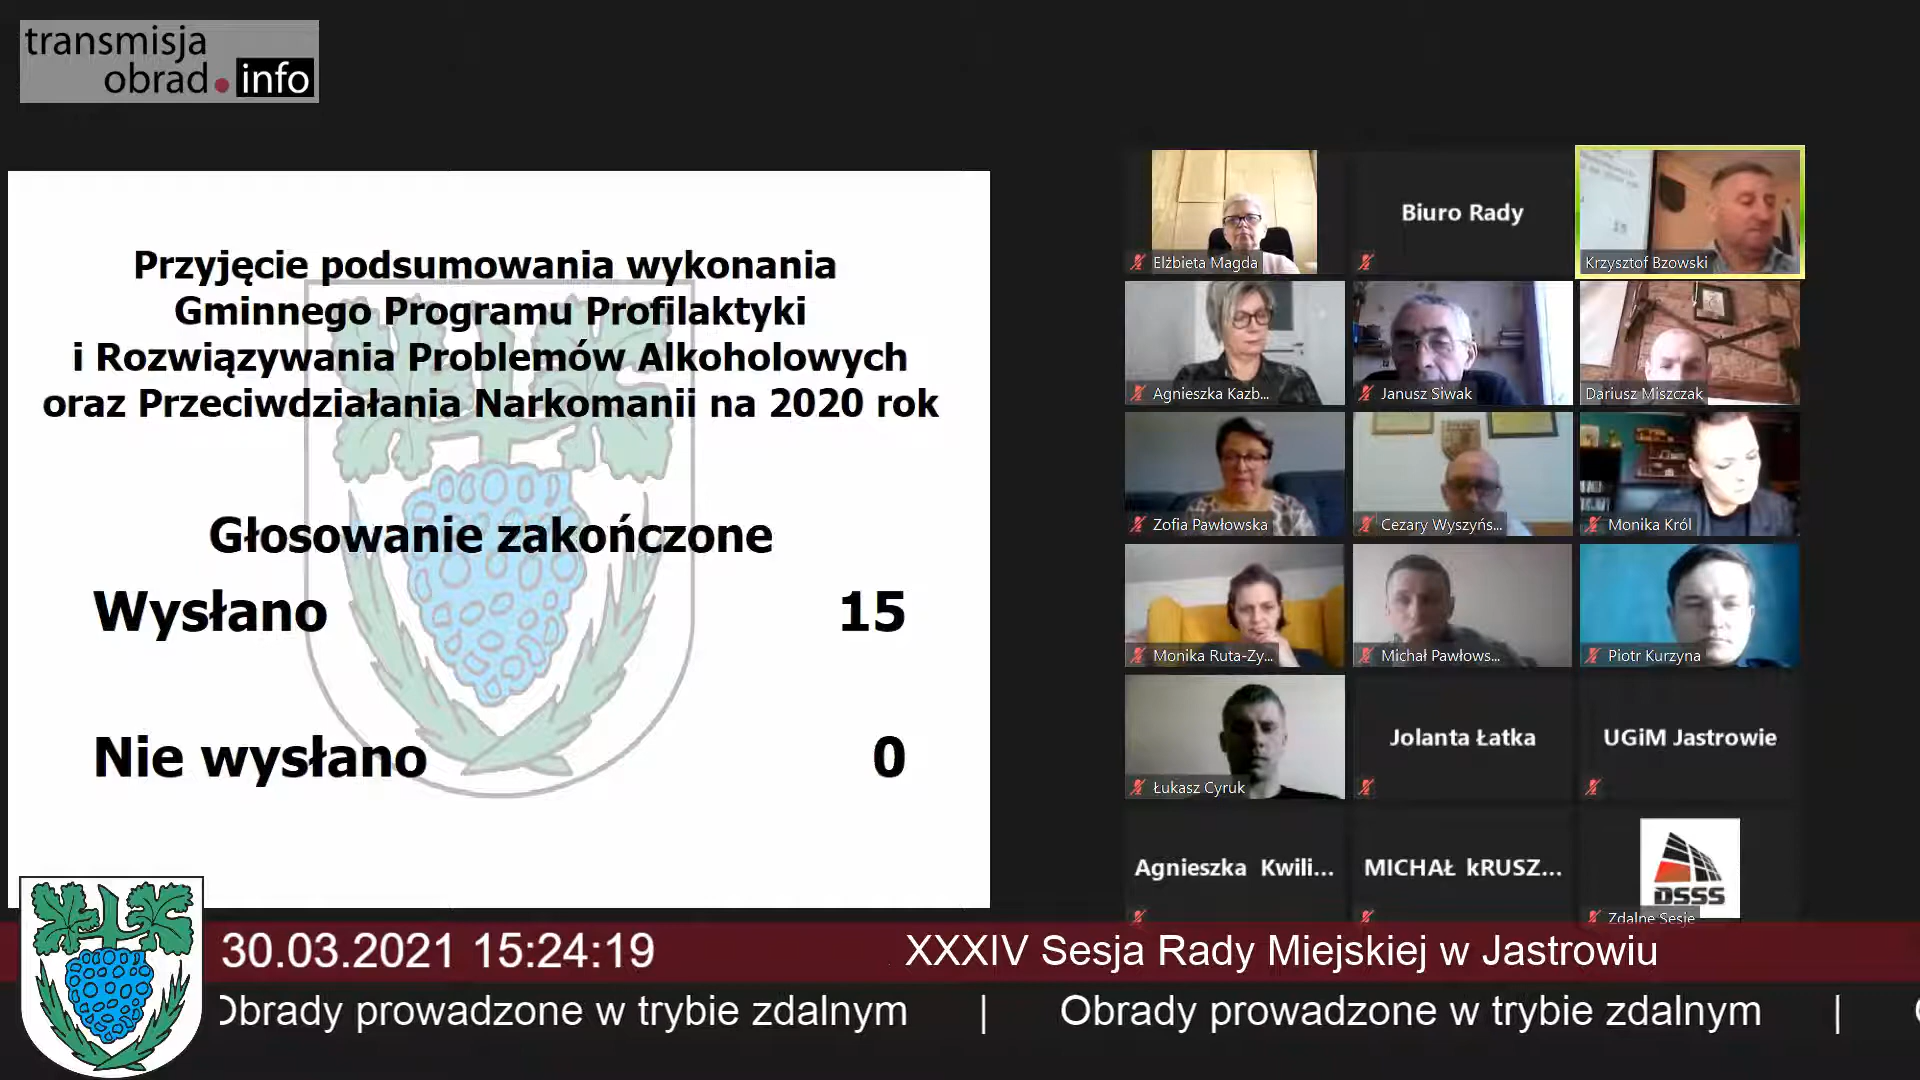 transmisja
obrad.info
Przyjęcie podsumowania wykonania
Gminnego Programu Profilaktyki
i Rozwiązywania Problemów Alkoholowych
oraz Przeciwdziałania Narkomanii na 2020 rok
Głosowanie zakończone
Wysłano 15
Nie wysłano 0
Elżbieta Magda
Biuro Rady
Krzysztof Bzowski
Agnieszka Kazb...
Janusz Siwak
Dariusz Miszczak
Zofia Pawłowska
Cezary Wyszyńs...
Monika Król
Monika Ruta-Zy...
Michał Pawłows...
Piotr Kurzyna
Łukasz Cyruk
Jolanta Łatka
UGiM Jastrowie
Agnieszka Kwili...
MICHAŁ kRUSZ...
DSSS
Zdalne Sesje
30.03.2021 15:24:19 XXXIV Sesja Rady Miejskiej w Jastrowiu
Obrady prowadzone w trybie zdalnym | Obrady prowadzone w trybie zdalnym |